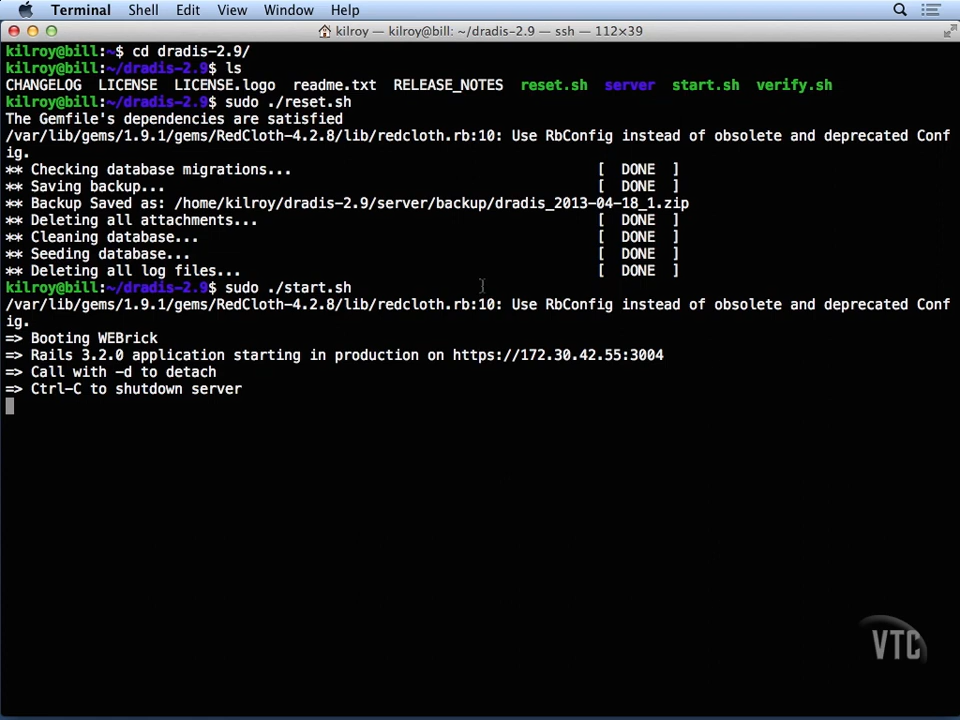 Terminal Shell Edit View Window Help
kilroy — kilroy@bill: ~/dradis-2.9 — ssh — 112×39
kilroy@bill:~$ cd dradis-2.9/
kilroy@bill:~/dradis-2.9$ ls
CHANGELOG LICENSE LICENSE.logo readme.txt RELEASE_NOTES reset.sh server start.sh verify.sh
kilroy@bill:~/dradis-2.9$ sudo ./reset.sh
The Gemfile's dependencies are satisfied
/var/lib/gems/1.9.1/gems/RedCloth-4.2.8/lib/redcloth.rb:10: Use RbConfig instead of obsolete and deprecated Conf
ig.
** Checking database migrations... [ DONE ]
** Saving backup... [ DONE ]
** Backup Saved as: /home/kilroy/dradis-2.9/server/backup/dradis_2013-04-18_1.zip
** Deleting all attachments... [ DONE ]
** Cleaning database... [ DONE ]
** Seeding database... [ DONE ]
** Deleting all log files... [ DONE ]
kilroy@bill:~/dradis-2.9$ sudo ./start.sh
/var/lib/gems/1.9.1/gems/RedCloth-4.2.8/lib/redcloth.rb:10: Use RbConfig instead of obsolete and deprecated Conf
ig.
=> Booting WEBrick
=> Rails 3.2.0 application starting in production on https://172.30.42.55:3004
=> Call with -d to detach
=> Ctrl-C to shutdown server
VTC